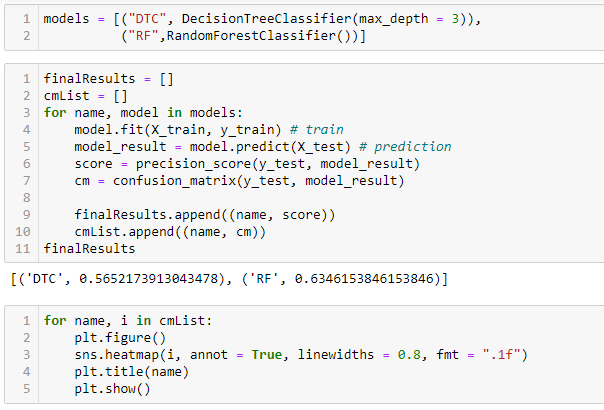 1 models = [("DTC", DecisionTreeClassifier(max_depth = 3)),
2 ("RF",RandomForestClassifier())]
1 finalResults = []
2 cmList = []
3 for name, model in models:
4 model.fit(X_train, y_train) # train
5 model_result = model.predict(X_test) # prediction
6 score = precision_score(y_test, model_result)
7 cm = confusion_matrix(y_test, model_result)
8
9 finalResults.append((name, score))
10 cmList.append((name, cm))
11 finalResults
[('DTC', 0.5652173913043478), ('RF', 0.6346153846153846)]
1 for name, i in cmList:
2 plt.figure()
3 sns.heatmap(i, annot = True, linewidths = 0.8, fmt = ".1f")
4 plt.title(name)
5 plt.show()